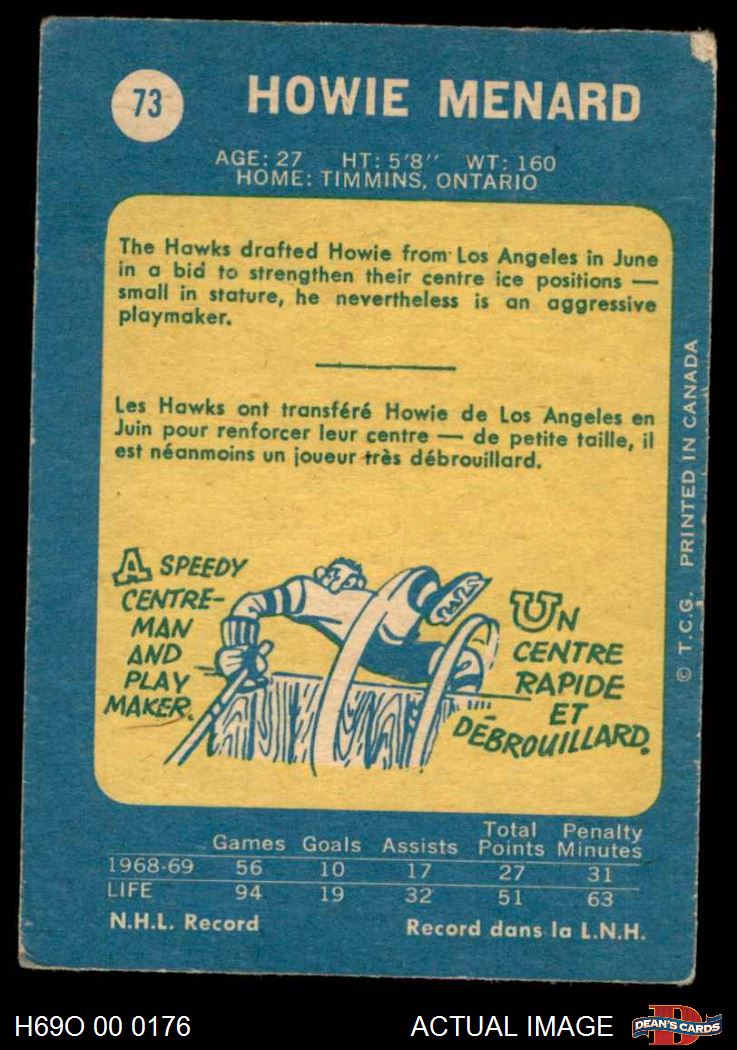 73
HOWIE MENARD
AGE: 27 HT: 5'8'' WT: 160
HOME: TIMMINS, ONTARIO
The Hawks drafted Howie from Los Angeles in June
in a bid to strengthen their centre ice positions —
small in stature, he nevertheless is an aggressive
playmaker.
Les Hawks ont transféré Howie de Los Angeles en
Juin pour renforcer leur centre — de petite taille, il
est néanmoins un joueur très débrouillard.
A SPEEDY
CENTRE-
MAN
AND
PLAY
MAKER.
UN
CENTRE
RAPIDE
ET
DÉBROUILLARD.
© T.C.G. PRINTED IN CANADA
Games Goals Assists Total Points Penalty Minutes
1968-69 56 10 17 27 31
LIFE 94 19 32 51 63
N.H.L. Record Record dans la L.N.H.
H69O 00 0176 ACTUAL IMAGE DEAN'S CARDS